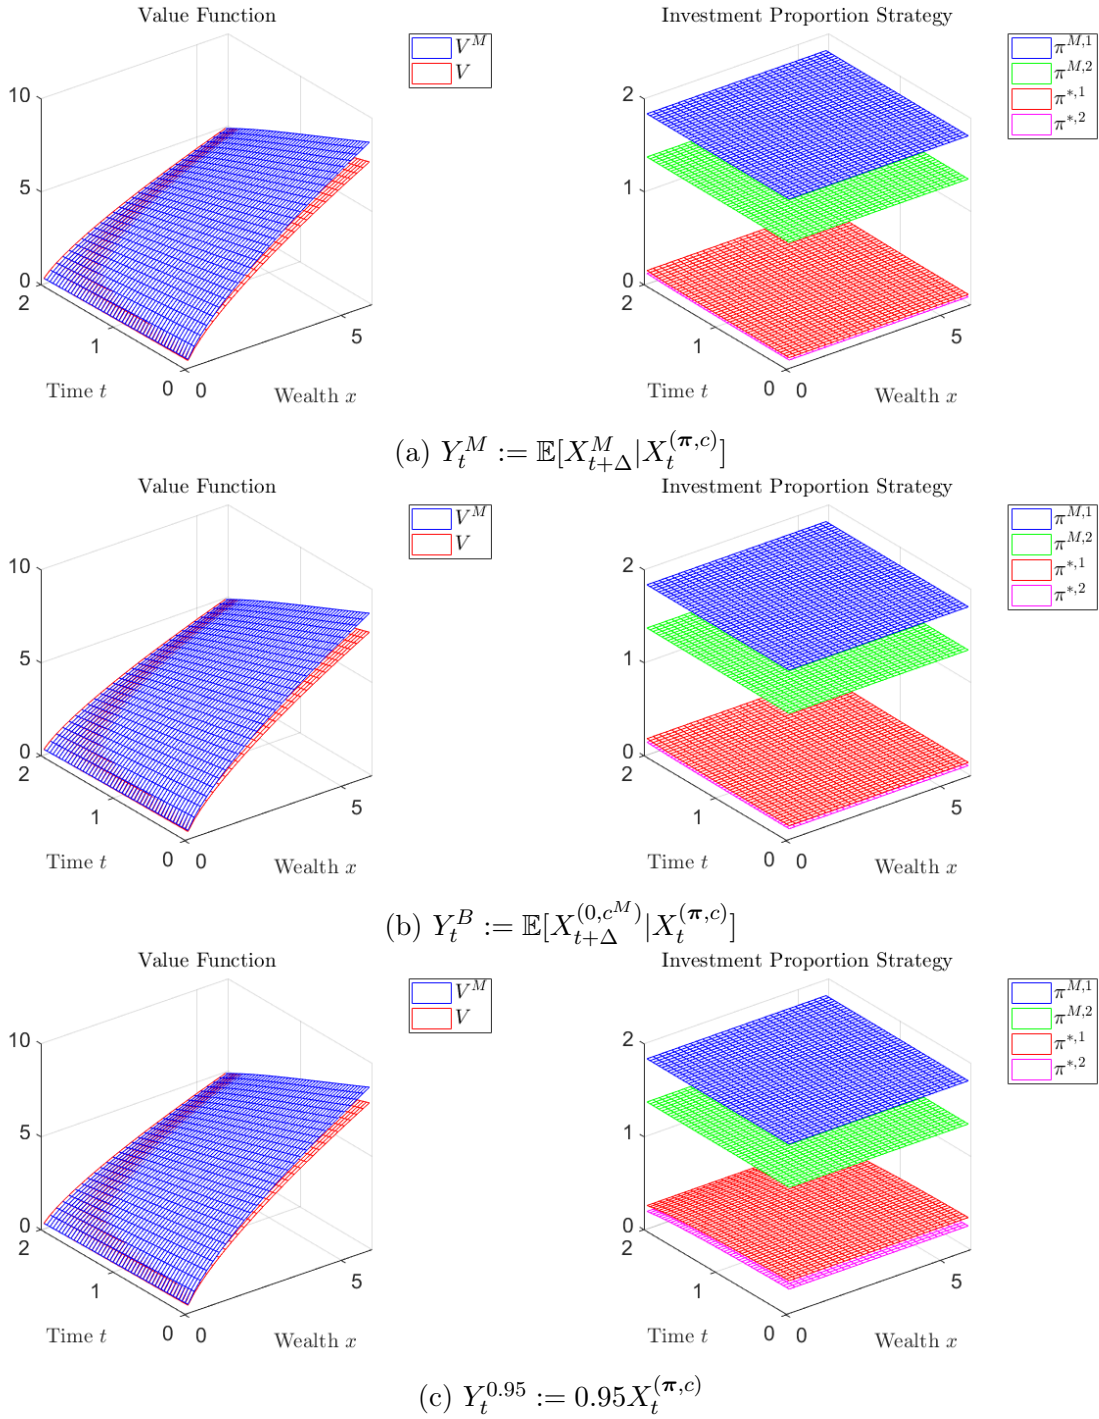 Value Function
V^M
V
10
5
0
2
1
0
0
5
Time t
Wealth x
Investment Proportion Strategy
π^{M,1}
π^{M,2}
π^{*,1}
π^{*,2}
2
1
0
2
1
0
0
5
Time t
Wealth x
(a) Y_t^M := 𝔼[X_{t+Δ}^M|X_t^{(π,c)}]
Value Function
V^M
V
10
5
0
2
1
0
0
5
Time t
Wealth x
Investment Proportion Strategy
π^{M,1}
π^{M,2}
π^{*,1}
π^{*,2}
2
1
0
2
1
0
0
5
Time t
Wealth x
(b) Y_t^B := 𝔼[X_{t+Δ}^{(0,c^M)}|X_t^{(π,c)}]
Value Function
V^M
V
10
5
0
2
1
0
0
5
Time t
Wealth x
Investment Proportion Strategy
π^{M,1}
π^{M,2}
π^{*,1}
π^{*,2}
2
1
0
2
1
0
0
5
Time t
Wealth x
(c) Y_t^{0.95} := 0.95X_t^{(π,c)}